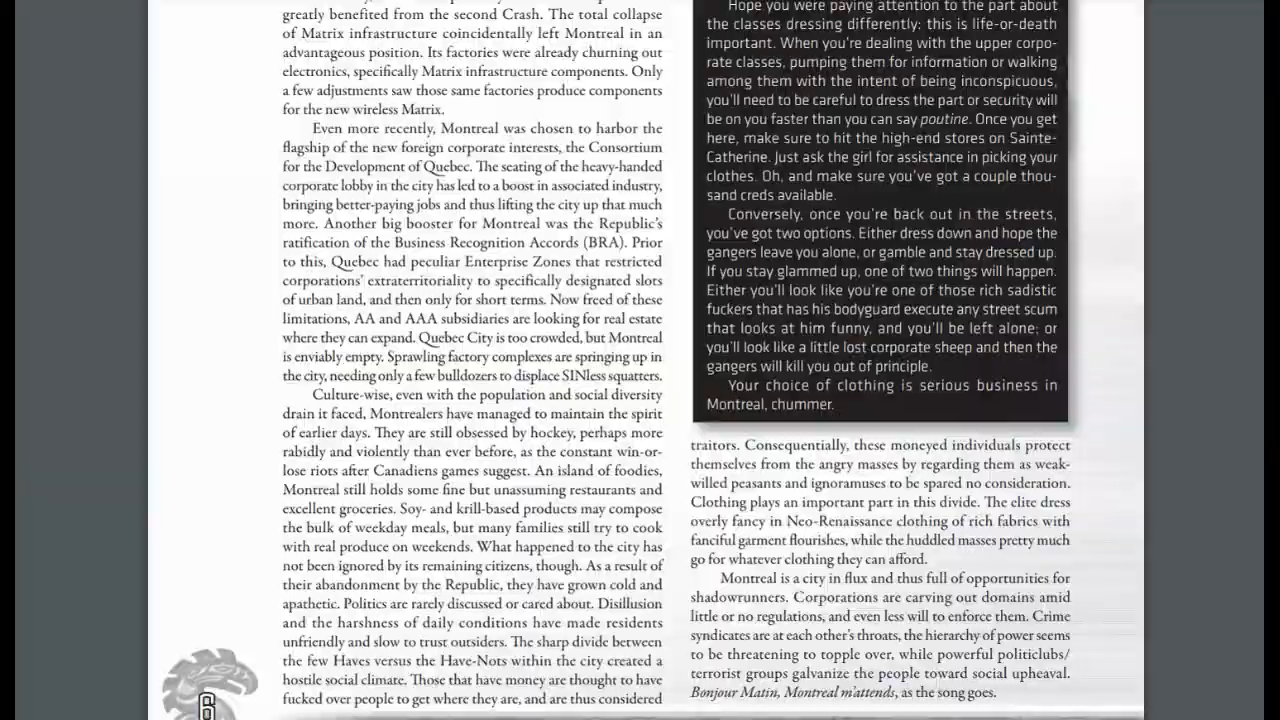 greatly benefited from the second Crash. The total collapse
of Matrix infrastructure coincidentally left Montreal in an
advantageous position. Its factories were already churning out
electronics, specifically Matrix infrastructure components. Only
a few adjustments saw those same factories produce components
for the new wireless Matrix.
Even more recently, Montreal was chosen to harbor the
flagship of the new foreign corporate interests, the Consortium
for the Development of Quebec. The seating of the heavy-handed
corporate lobby in the city has led to a boost in associated industry,
bringing better-paying jobs and thus lifting the city up that much
more. Another big booster for Montreal was the Republic's
ratification of the Business Recognition Accords (BRA). Prior
to this, Quebec had peculiar Enterprise Zones that restricted
corporations' extraterritoriality to specifically designated slots
of urban land, and then only for short terms. Now freed of these
limitations, AA and AAA subsidiaries are looking for real estate
where they can expand. Quebec City is too crowded, but Montreal
is enviably empty. Sprawling factory complexes are springing up in
the city, needing only a few bulldozers to displace SINless squatters.
Culture-wise, even with the population and social diversity
drain it faced, Montrealers have managed to maintain the spirit
of earlier days. They are still obsessed by hockey, perhaps more
rabidly and violently than ever before, as the constant win-or-
lose riots after Canadiens games suggest. An island of foodies,
Montreal still holds some fine but unassuming restaurants and
excellent groceries. Soy- and krill-based products may compose
the bulk of weekday meals, but many families still try to cook
with real produce on weekends. What happened to the city has
not been ignored by its remaining citizens, though. As a result of
their abandonment by the Republic, they have grown cold and
apathetic. Politics are rarely discussed or cared about. Disillusion
and the harshness of daily conditions have made residents
unfriendly and slow to trust outsiders. The sharp divide between
the few Haves versus the Have-Nots within the city created a
hostile social climate. Those that have money are thought to have
fucked over people to get where they are, and are thus considered
6
Hope you were paying attention to the part about
the classes dressing differently: this is life-or-death
important. When you're dealing with the upper corpo-
rate classes, pumping them for information or walking
among them with the intent of being inconspicuous,
you'll need to be careful to dress the part or security will
be on you faster than you can say poutine. Once you get
here, make sure to hit the high-end stores on Sainte-
Catherine. Just ask the girl for assistance in picking your
clothes. Oh, and make sure you've got a couple thou-
sand creds available.
Conversely, once you're back out in the streets,
you've got two options. Either dress down and hope the
gangers leave you alone, or gamble and stay dressed up.
If you stay glammed up, one of two things will happen.
Either you'll look like you're one of those rich sadistic
fuckers that has his bodyguard execute any street scum
that looks at him funny, and you'll be left alone; or
you'll look like a little lost corporate sheep and then the
gangers will kill you out of principle.
Your choice of clothing is serious business in
Montreal, chummer.
traitors. Consequentially, these moneyed individuals protect
themselves from the angry masses by regarding them as weak-
willed peasants and ignoramuses to be spared no consideration.
Clothing plays an important part in this divide. The elite dress
overly fancy in Neo-Renaissance clothing of rich fabrics with
fanciful garment flourishes, while the huddled masses pretty much
go for whatever clothing they can afford.
Montreal is a city in flux and thus full of opportunities for
shadowrunners. Corporations are carving out domains amid
little or no regulations, and even less will to enforce them. Crime
syndicates are at each other's throats, the hierarchy of power seems
to be threatening to topple over, while powerful politiclubs/
terrorist groups galvanize the people toward social upheaval.
Bonjour Matin, Montreal m'attends, as the song goes.